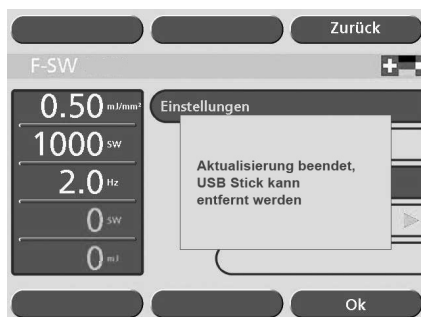 Zurück
F-SW
0.50 mJ/mm²
Einstellungen
1000 SW
2.0 Hz
0 SW
0 mJ
Aktualisierung beendet,
USB Stick kann
entfernt werden
Ok